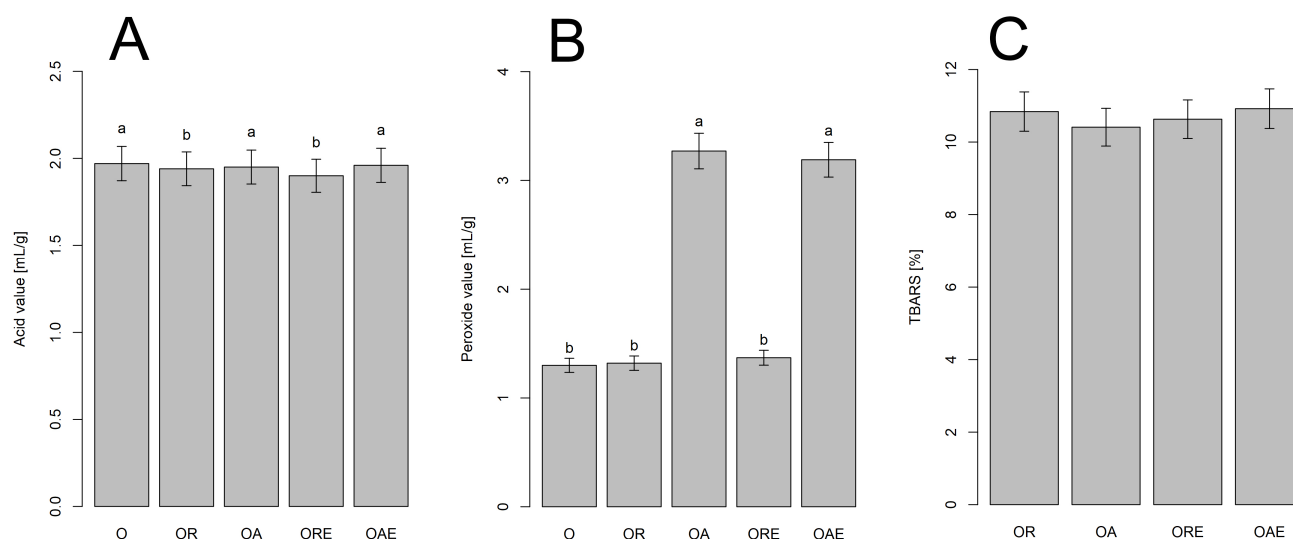 A
Acid value [mL/g]
0.0 0.5 1.0 1.5 2.0 2.5
a b a b a
O OR OA ORE OAE
B
Peroxide value [mL/g]
0 1 2 3 4
b b a b a
O OR OA ORE OAE
C
TBARS [%]
0 2 4 6 8 10 12
OR OA ORE OAE